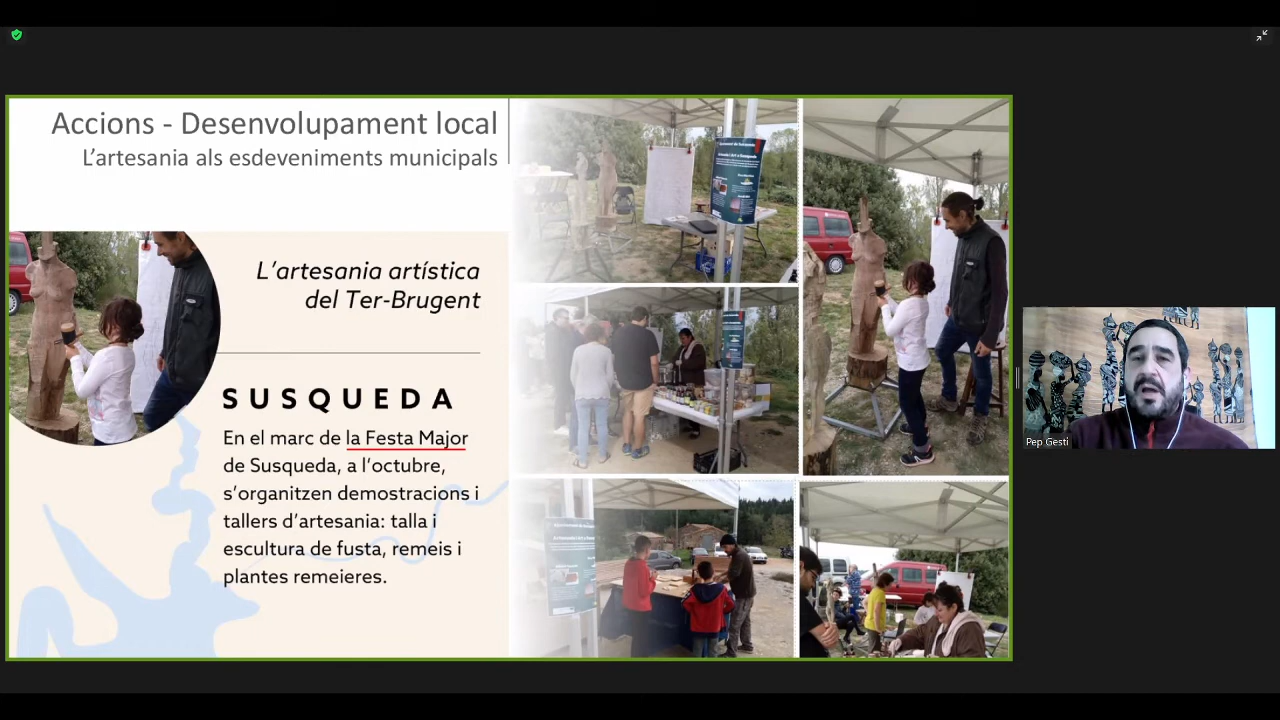 Accions - Desenvolupament local
L'artesania als esdeveniments municipals
L'artesania artística
del Ter-Brugent
SUSQUEDA
En el marc de la Festa Major
de Susqueda, a l'octubre,
s'organitzen demostracions i
tallers d'artesania: talla i
escultura de fusta, remeis i
plantes remeieres.
Pep Gesti